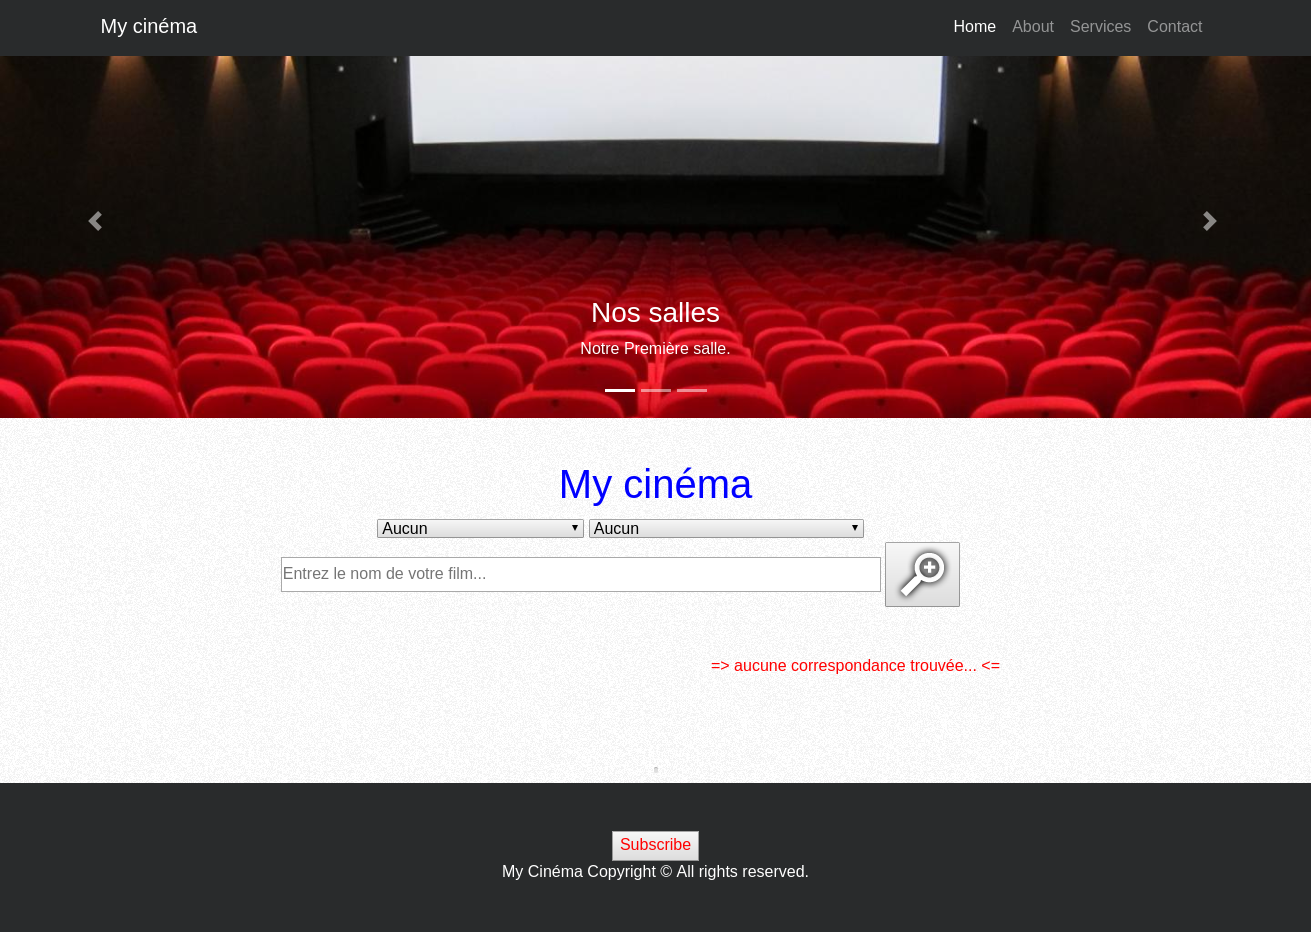 My cinéma
Home About Services Contact
Nos salles
Notre Première salle.
My cinéma
Aucun Aucun
Entrez le nom de votre film...
=> aucune correspondance trouvée... <=
Subscribe
My Cinéma Copyright © All rights reserved.